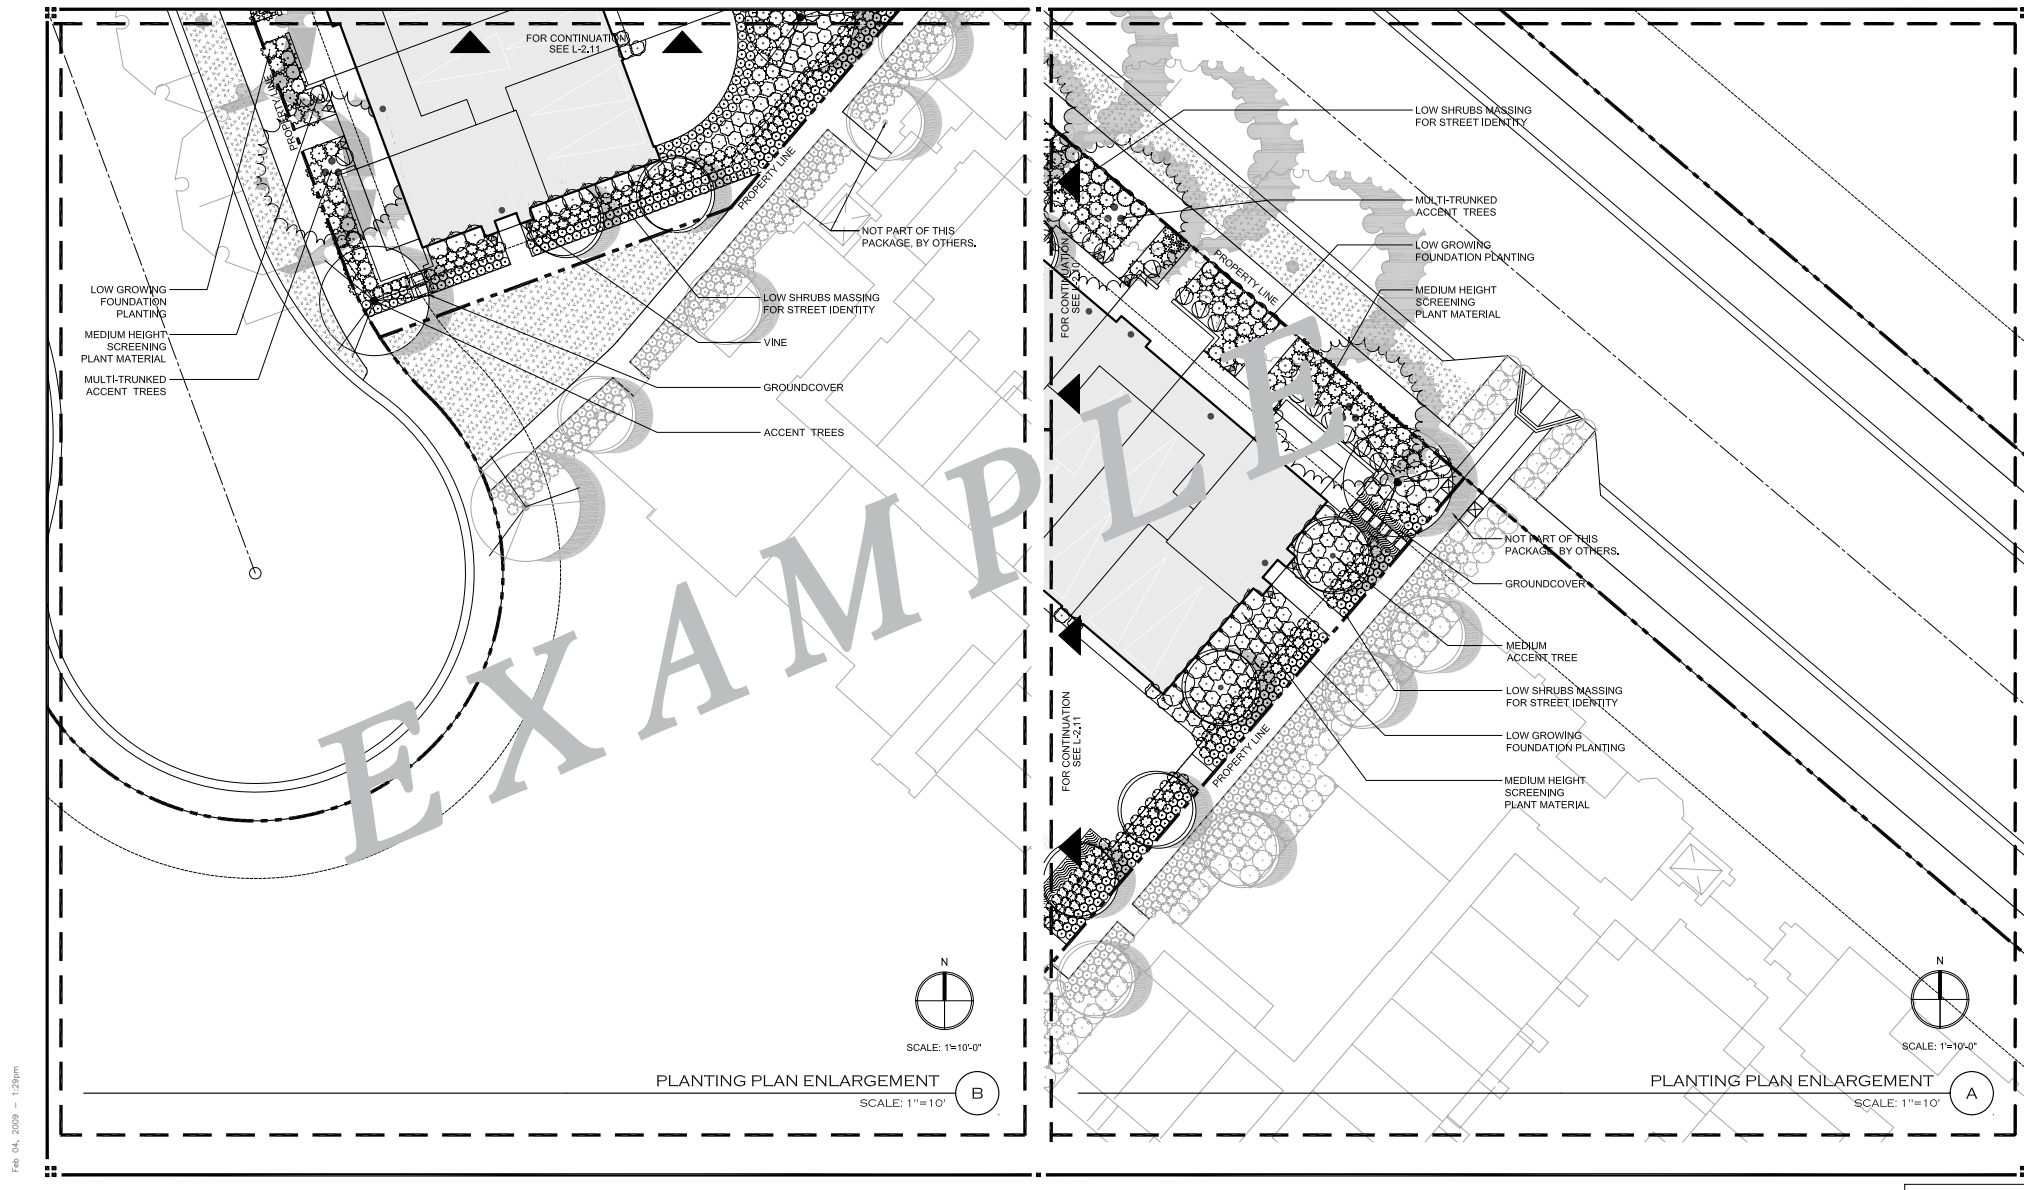 FOR CONTINUATION
SEE L-2.11
PROPERTY LINE
PROPERTY LINE
NOT PART OF THIS
PACKAGE, BY OTHERS.
LOW GROWING
FOUNDATION
PLANTING
MEDIUM HEIGHT
SCREENING
PLANT MATERIAL
MULTI-TRUNKED
ACCENT TREES
LOW SHRUBS MASSING
FOR STREET IDENTITY
VINE
GROUNDCOVER
ACCENT TREES
N
SCALE: 1"=10'-0"
PLANTING PLAN ENLARGEMENT
B
SCALE: 1"=10'
EXAMPLE
LOW SHRUBS MASSING
FOR STREET IDENTITY
MULTI-TRUNKED
ACCENT TREES
LOW GROWING
FOUNDATION PLANTING
MEDIUM HEIGHT
SCREENING
PLANT MATERIAL
PROPERTY LINE
FOR CONTINUATION
NOT PART OF THIS
PACKAGE, BY OTHERS.
GROUNDCOVER
MEDIUM
ACCENT TREE
LOW SHRUBS MASSING
FOR STREET IDENTITY
LOW GROWING
FOUNDATION PLANTING
MEDIUM HEIGHT
SCREENING
PLANT MATERIAL
PROPERTY LINE
FOR CONTINUATION
SEE L-2.11
N
SCALE: 1"=10'-0"
PLANTING PLAN ENLARGEMENT
A
SCALE: 1"=10'
Feb 04, 2009 – 1:29pm